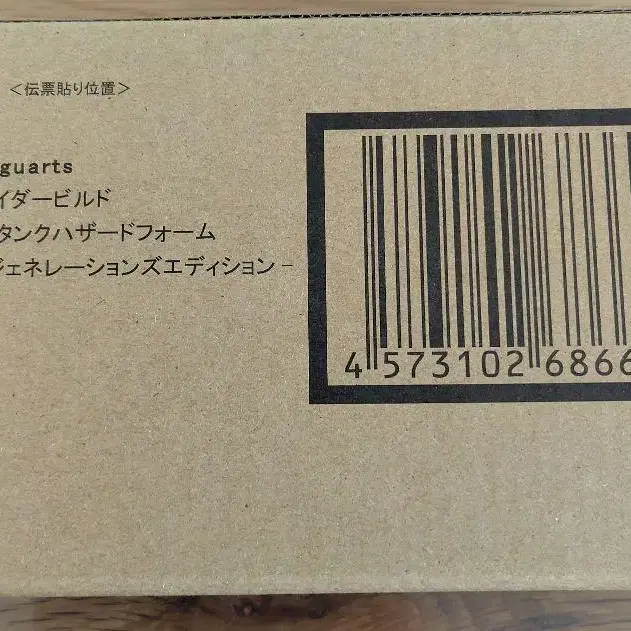 <伝票貼り位置>
guarts
イダービルド
タンクハザードフォーム
ジェネレーションズエディション-
4 573102 6866